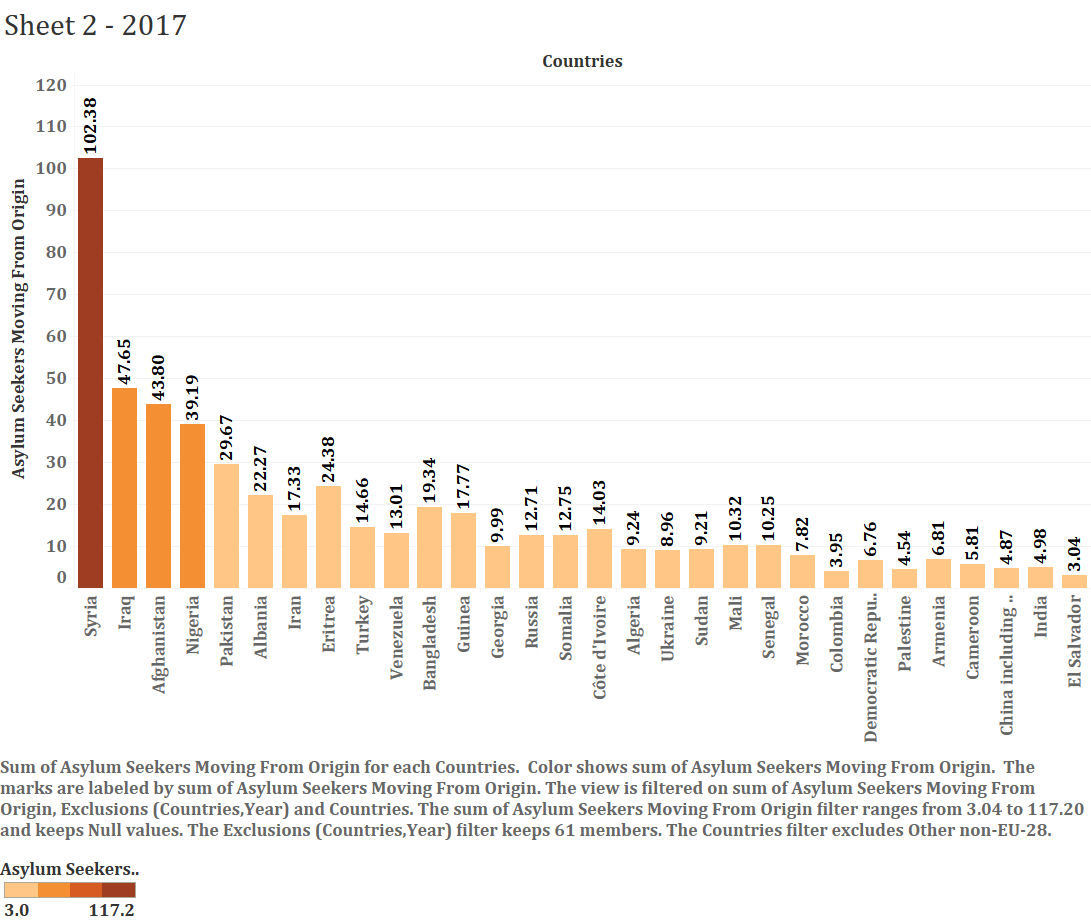 Sheet 2 - 2017
Countries
Asylum Seekers Moving From Origin
120
110
100
90
80
70
60
50
40
30
20
10
0
102.38
47.65
43.80
39.19
29.67
22.27
17.33
24.38
14.66
13.01
19.34
17.77
9.99
12.71
12.75
14.03
9.24
8.96
9.21
10.32
10.25
7.82
3.95
6.76
4.54
6.81
5.81
4.87
4.98
3.04
Syria
Iraq
Afghanistan
Nigeria
Pakistan
Albania
Iran
Eritrea
Turkey
Venezuela
Bangladesh
Guinea
Georgia
Russia
Somalia
Côte d'Ivoire
Algeria
Ukraine
Sudan
Mali
Senegal
Morocco
Colombia
Democratic Repu..
Palestine
Armenia
Cameroon
China including ..
India
El Salvador
Sum of Asylum Seekers Moving From Origin for each Countries.  Color shows sum of Asylum Seekers Moving From Origin.  The
marks are labeled by sum of Asylum Seekers Moving From Origin. The view is filtered on sum of Asylum Seekers Moving From
Origin, Exclusions (Countries,Year) and Countries. The sum of Asylum Seekers Moving From Origin filter ranges from 3.04 to 117.20
and keeps Null values. The Exclusions (Countries,Year) filter keeps 61 members. The Countries filter excludes Other non-EU-28.
Asylum Seekers..
3.0 117.2